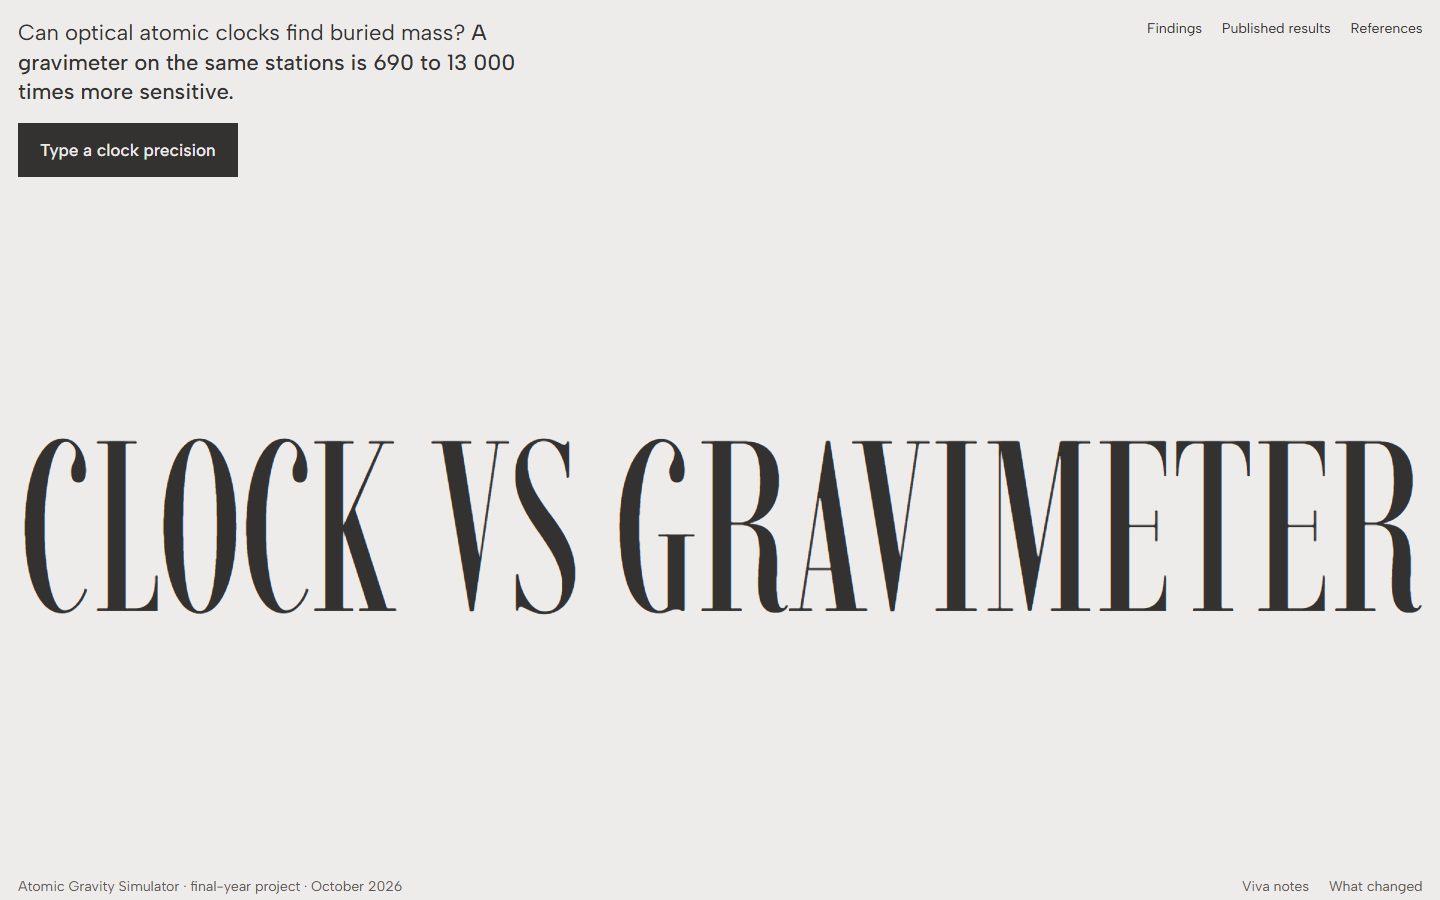 Can optical atomic clocks find buried mass? A
gravimeter on the same stations is 690 to 13 000
times more sensitive.
Type a clock precision
Findings
Published results
References
CLOCK VS GRAVIMETER
Atomic Gravity Simulator · final-year project · October 2026
Viva notes
What changed